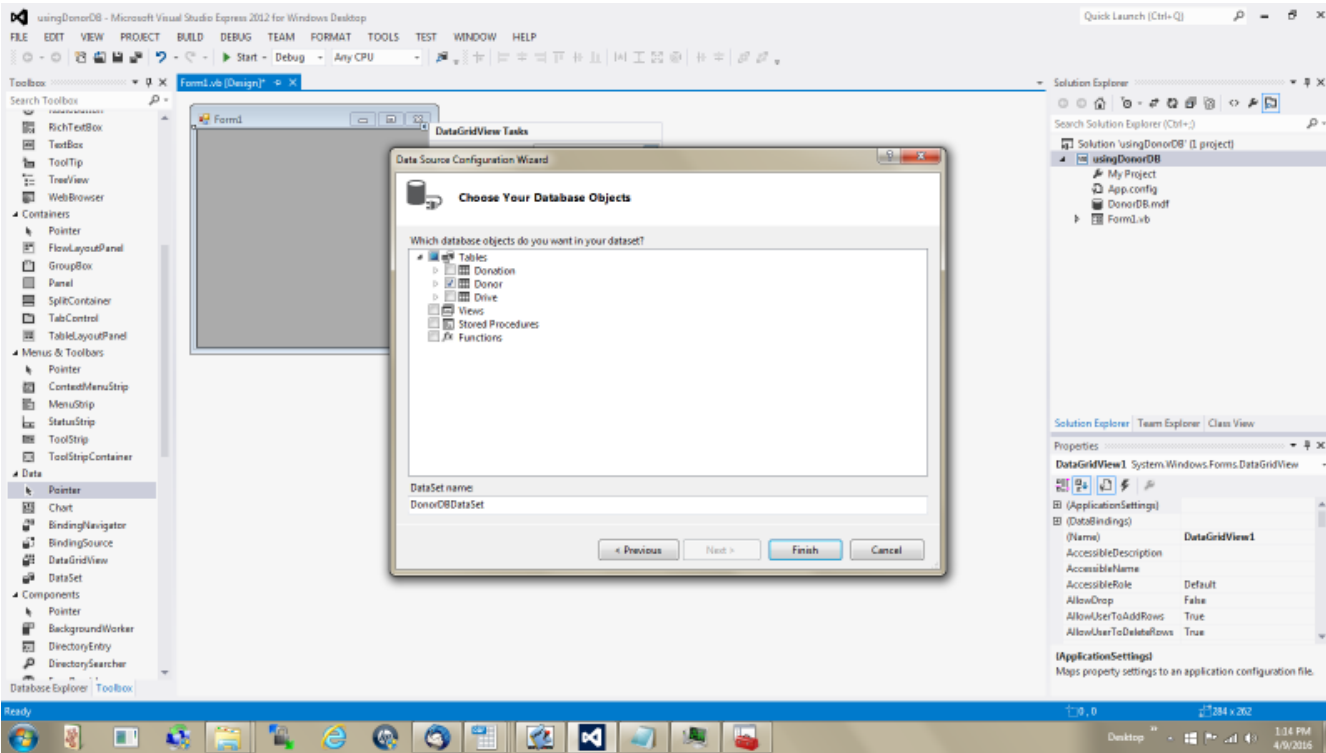 usingDonorDB - Microsoft Visual Studio Express 2012 for Windows Desktop
Quick Launch (Ctrl+Q)
FILE EDIT VIEW PROJECT BUILD DEBUG TEAM FORMAT TOOLS TEST WINDOW HELP
Start Debug Any CPU
Toolbox
Search Toolbox
RichTextBox
TextBox
ToolTip
TreeView
WebBrowser
Containers
Pointer
FlowLayoutPanel
GroupBox
Panel
SplitContainer
TabControl
TableLayoutPanel
Menus & Toolbars
Pointer
ContextMenuStrip
MenuStrip
StatusStrip
ToolStrip
ToolStripContainer
Data
Pointer
Chart
BindingNavigator
BindingSource
DataGridView
DataSet
Components
Pointer
BackgroundWorker
DirectoryEntry
DirectorySearcher
Database Explorer Toolbox
Form1.vb [Design]*
Form1
DataGridView Tasks
Data Source Configuration Wizard
Choose Your Database Objects
Which database objects do you want in your dataset?
Tables
Donation
Donor
Drive
Views
Stored Procedures
fx Functions
DataSet name:
DonorDBDataSet
< Previous Next > Finish Cancel
Solution Explorer
Search Solution Explorer (Ctrl+;)
Solution 'usingDonorDB' (1 project)
usingDonorDB
My Project
App.config
DonorDB.mdf
Form1.vb
Solution Explorer Team Explorer Class View
Properties
DataGridView1 System.Windows.Forms.DataGridView
(ApplicationSettings)
(DataBindings)
(Name) DataGridView1
AccessibleDescription
AccessibleName
AccessibleRole Default
AllowDrop False
AllowUserToAddRows True
AllowUserToDeleteRows True
(ApplicationSettings)
Maps property settings to an application configuration file.
Ready
0 , 0
284 x 262
Desktop
1:14 PM
4/9/2016